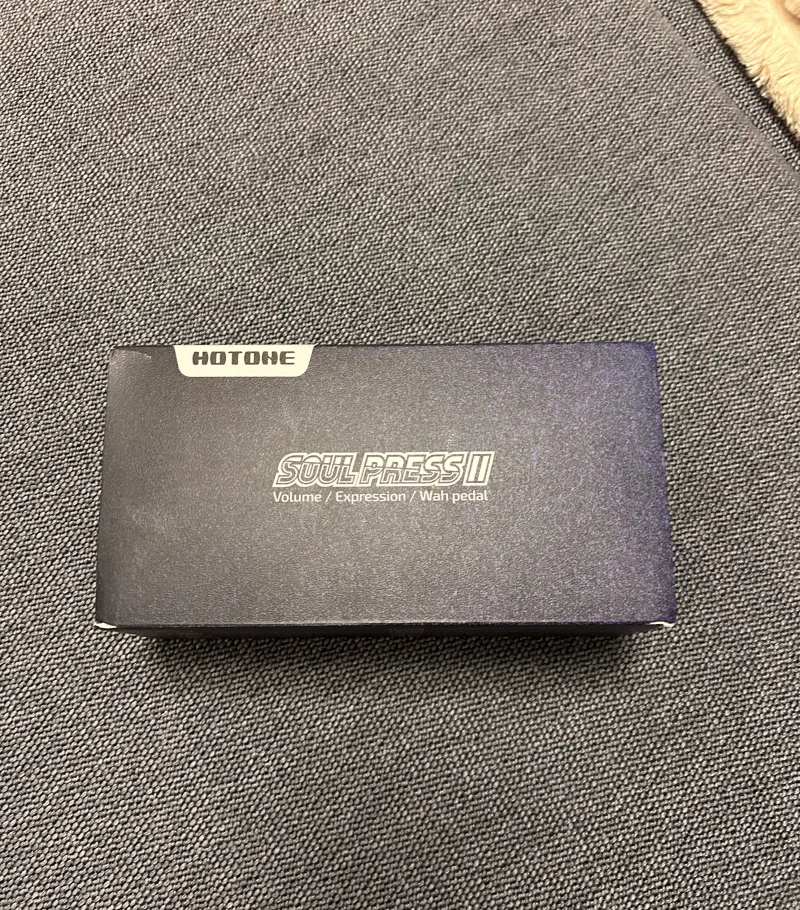 HOTONE
SOUL PRESS II
Volume / Expression / Wah pedal